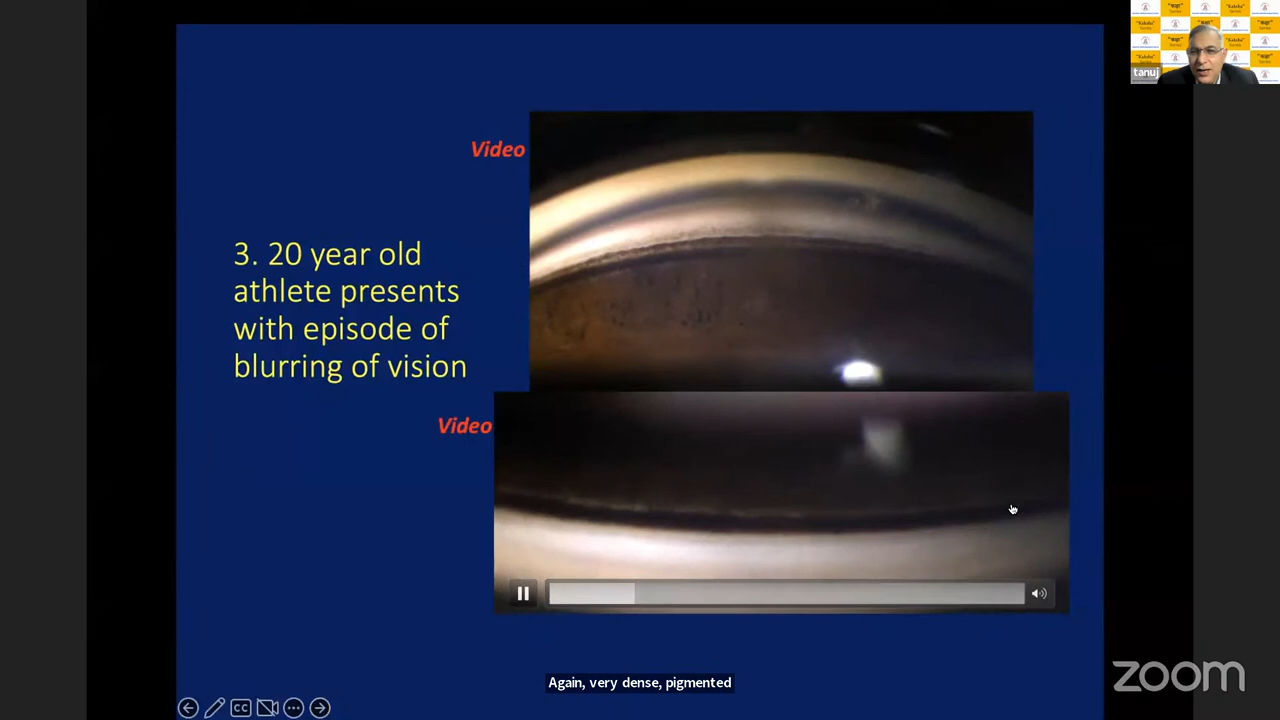 tanuj
Video
3. 20 year old
athlete presents
with episode of
blurring of vision
Video
Again, very dense, pigmented
CC
zoom